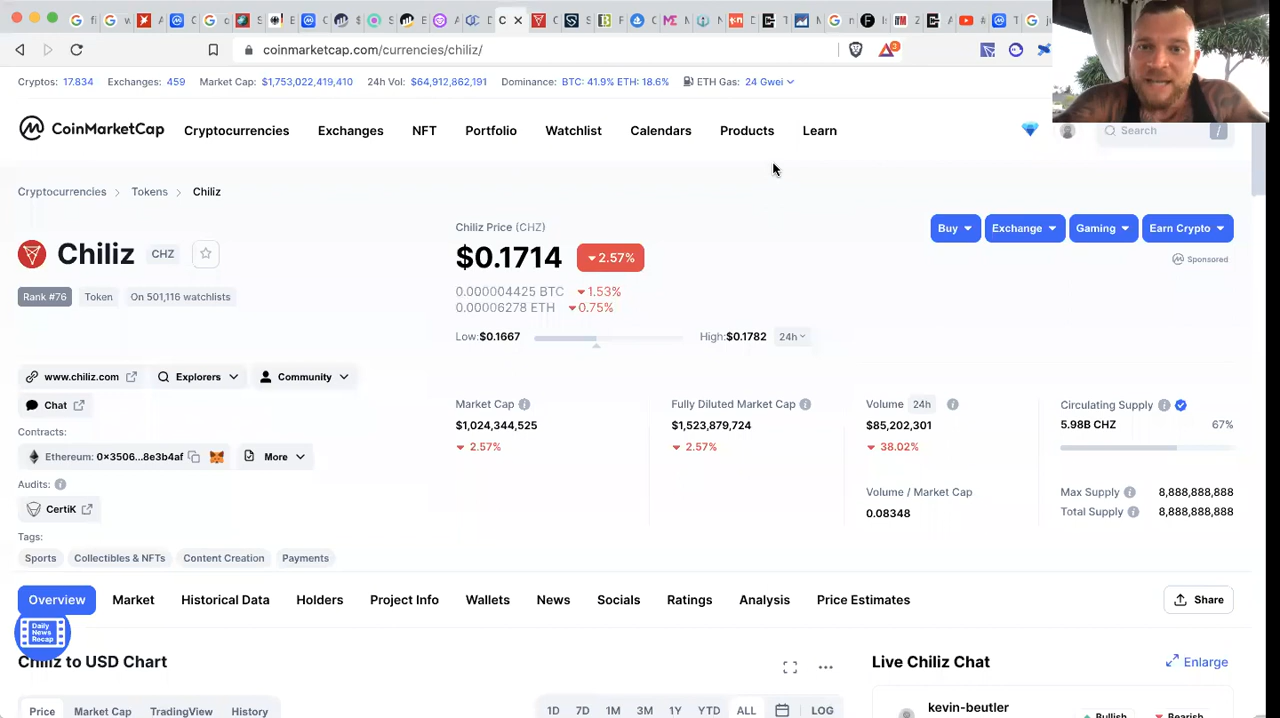 coinmarketcap.com/currencies/chiliz/
Cryptos: 17.834 Exchanges: 459 Market Cap: $1,753,022,419,410 24h Vol: $64,912,862,191 Dominance: BTC: 41.9% ETH: 18.6% ETH Gas: 24 Gwei
CoinMarketCap Cryptocurrencies Exchanges NFT Portfolio Watchlist Calendars Products Learn Search /
Cryptocurrencies Tokens Chiliz
Chiliz CHZ
Rank #76 Token On 501,116 watchlists
Chiliz Price (CHZ)
$0.1714 2.57%
0.000004425 BTC 1.53%
0.00006278 ETH 0.75%
Low:$0.1667 High:$0.1782 24h
Buy Exchange Gaming Earn Crypto
Sponsored
www.chiliz.com Explorers Community
Chat
Contracts:
Ethereum: 0x3506...8e3b4af More
Audits:
CertiK
Tags:
Sports Collectibles & NFTs Content Creation Payments
Market Cap
$1,024,344,525
2.57%
Fully Diluted Market Cap
$1,523,879,724
2.57%
Volume 24h
$85,202,301
38.02%
Volume / Market Cap
0.08348
Circulating Supply
5.98B CHZ 67%
Max Supply 8,888,888,888
Total Supply 8,888,888,888
Overview Market Historical Data Holders Project Info Wallets News Socials Ratings Analysis Price Estimates Share
Daily
News
Recap
Chiliz to USD Chart
Live Chiliz Chat Enlarge
Price Market Cap TradingView History 1D 7D 1M 3M 1Y YTD ALL LOG
kevin-beutler
Bullish Bearish